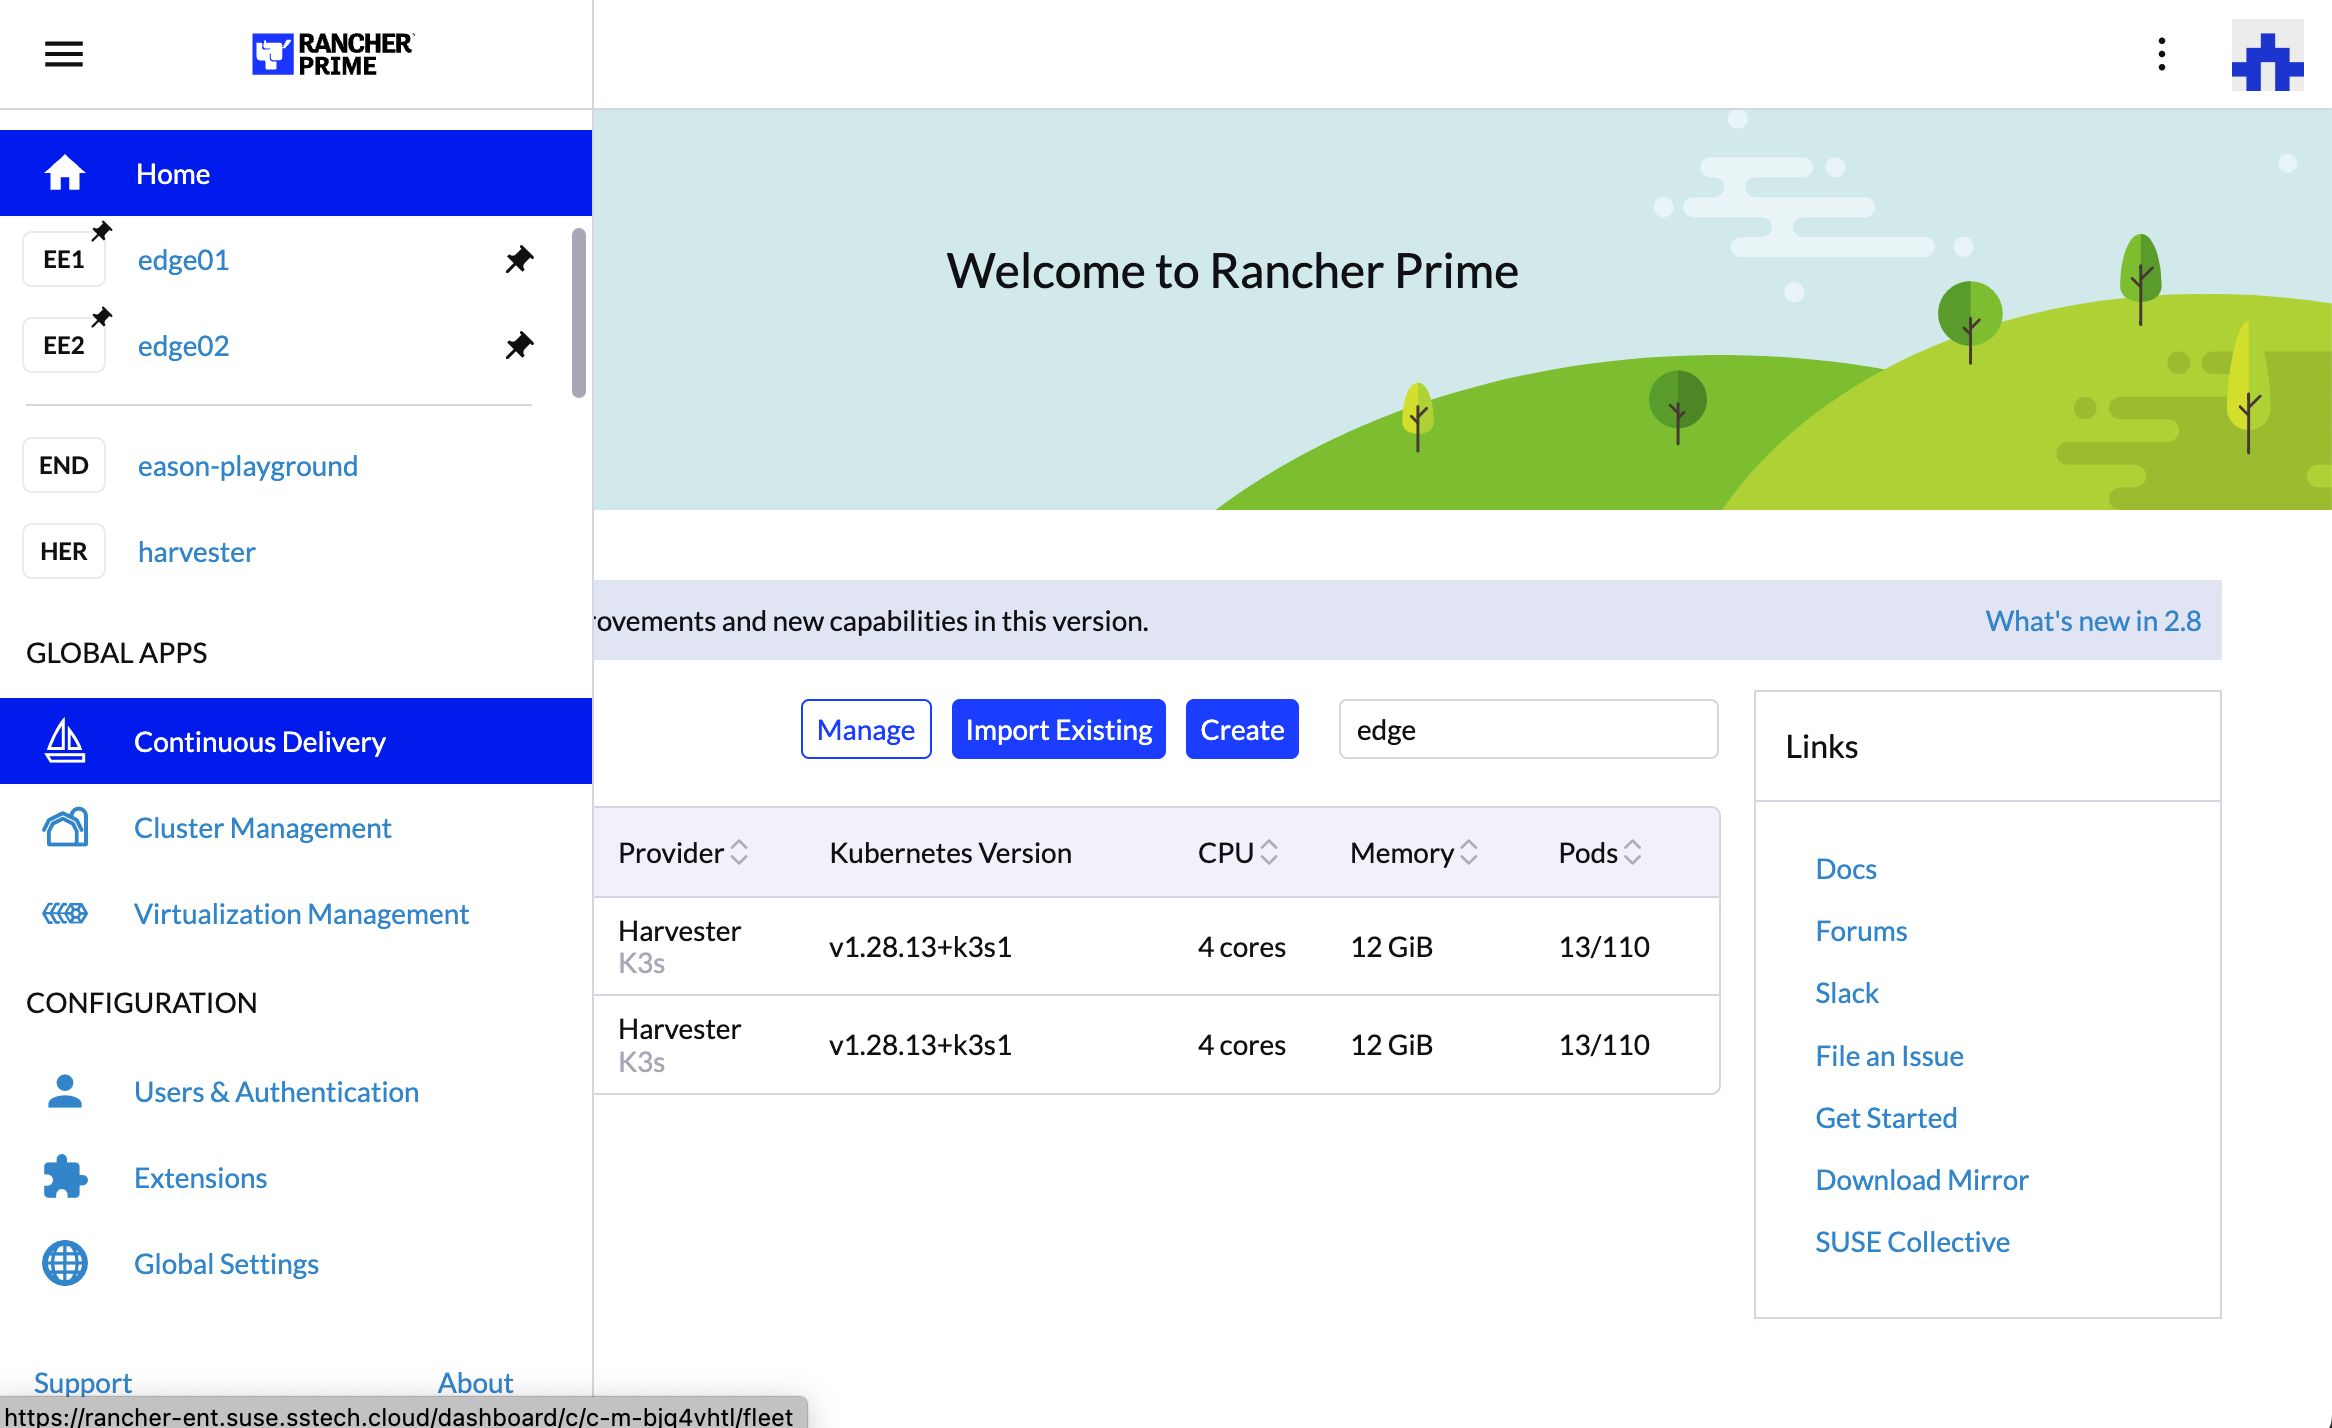 RANCHER
PRIME
Home
EE1 edge01
EE2 edge02
END eason-playground
HER harvester
GLOBAL APPS
Continuous Delivery
Cluster Management
Virtualization Management
CONFIGURATION
Users & Authentication
Extensions
Global Settings
Support About
https://rancher-ent.suse.sstech.cloud/dashboard/c/c-m-bjq4vhtl/fleet
Welcome to Rancher Prime
rovements and new capabilities in this version. What's new in 2.8
Manage Import Existing Create edge
Provider Kubernetes Version CPU Memory Pods
Harvester
K3s
v1.28.13+k3s1 4 cores 12 GiB 13/110
Harvester
K3s
v1.28.13+k3s1 4 cores 12 GiB 13/110
Links
Docs
Forums
Slack
File an Issue
Get Started
Download Mirror
SUSE Collective